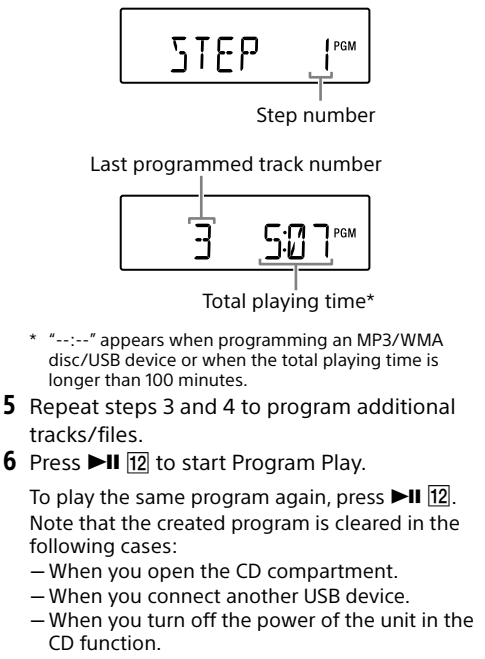 STEP 1 PGM
Step number
Last programmed track number
3 5:07 PGM
Total playing time*
* "--:--" appears when programming an MP3/WMA
disc/USB device or when the total playing time is
longer than 100 minutes.
5 Repeat steps 3 and 4 to program additional
tracks/files.
6 Press ►II 12 to start Program Play.
To play the same program again, press ►II 12.
Note that the created program is cleared in the
following cases:
— When you open the CD compartment.
— When you connect another USB device.
— When you turn off the power of the unit in the
CD function.